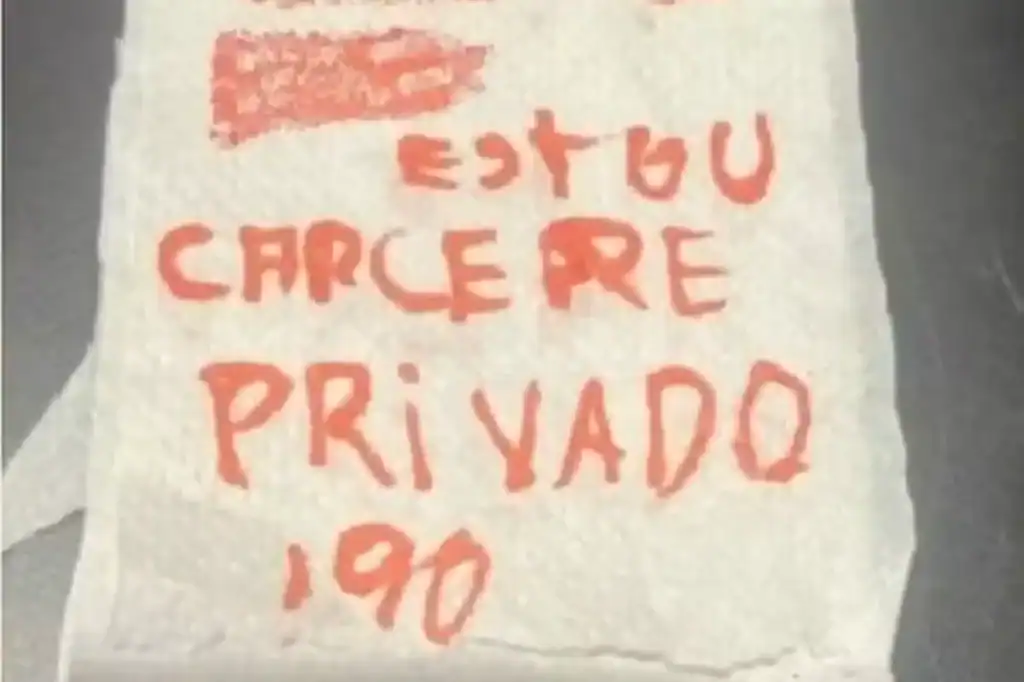 ESTOU
CARCERE
PRIVADO
190